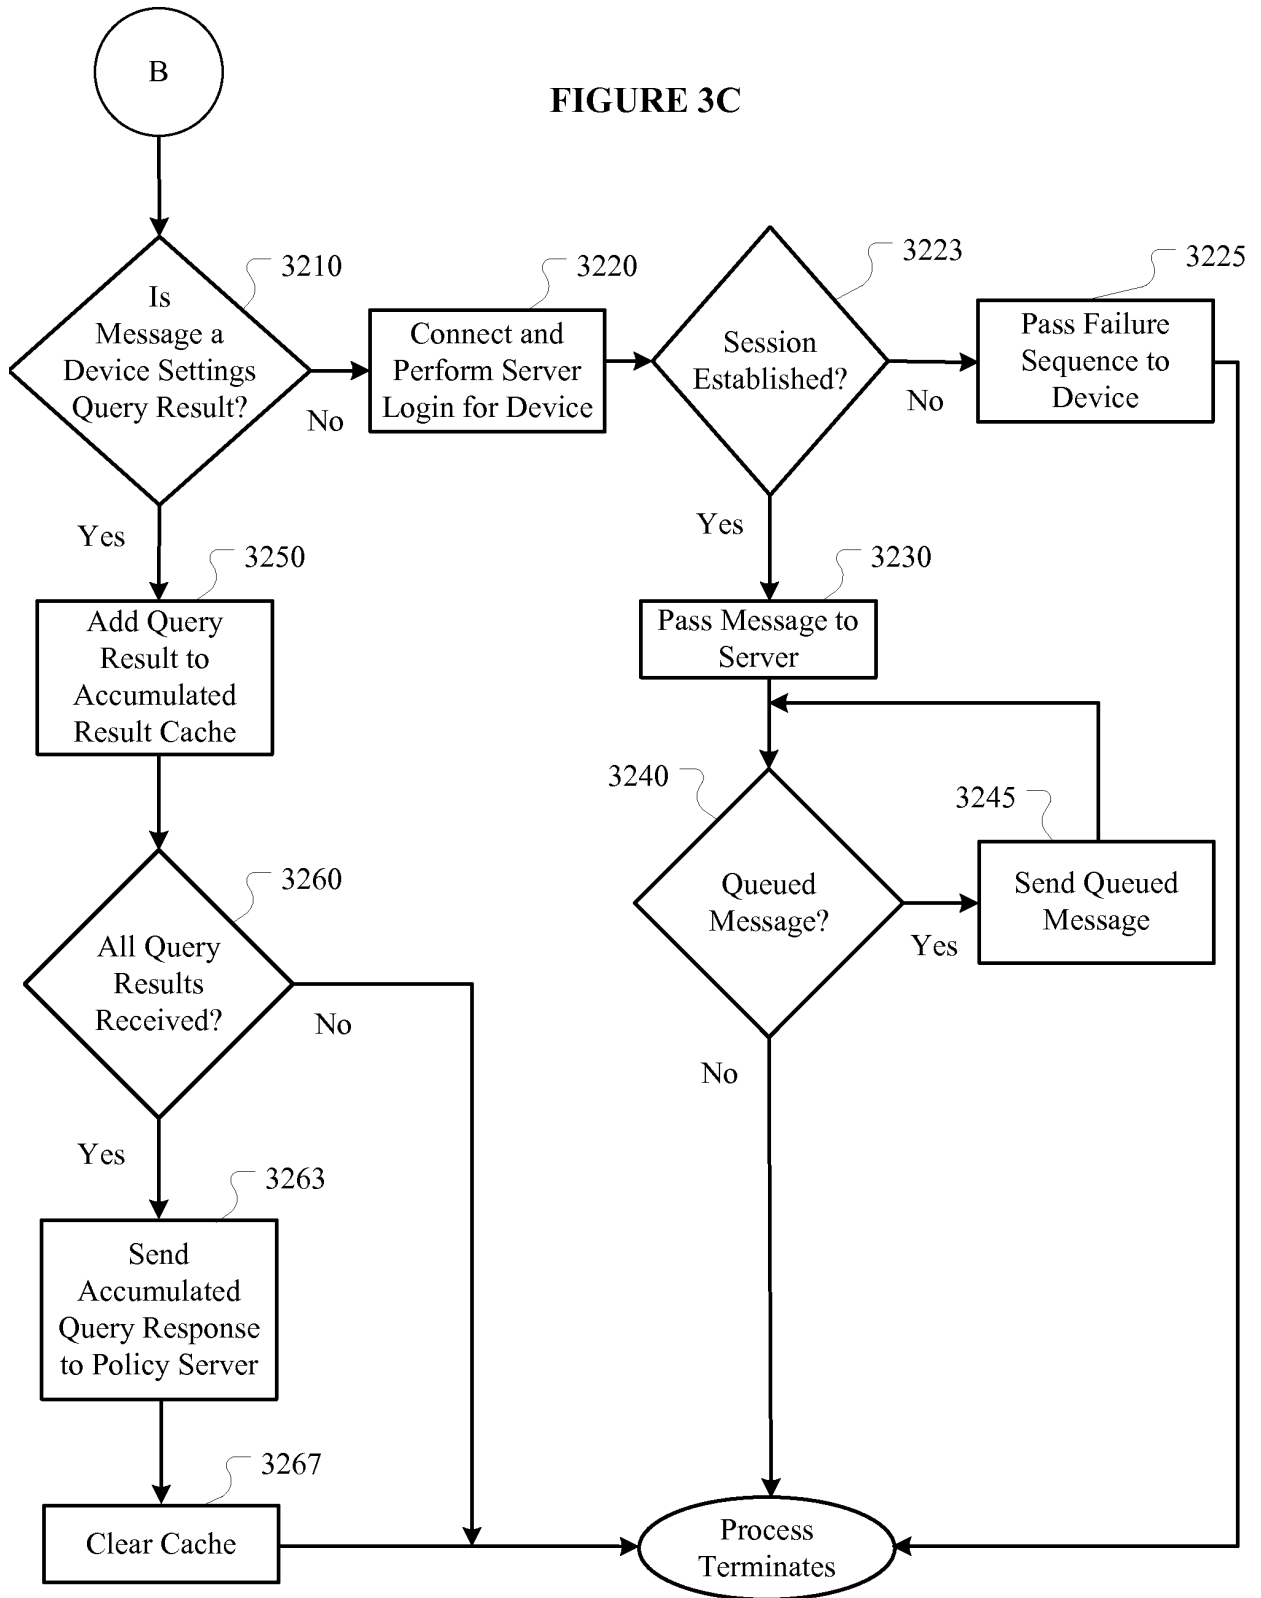 B
FIGURE 3C
3210
Is
Message a
Device Settings
Query Result?
No
3220
Connect and
Perform Server
Login for Device
3223
Session
Established?
No
3225
Pass Failure
Sequence to
Device
Yes
3250
Add Query
Result to
Accumulated
Result Cache
Yes
3230
Pass Message to
Server
3240
Queued
Message?
Yes
3245
Send Queued
Message
No
3260
All Query
Results
Received?
No
Yes
3263
Send
Accumulated
Query Response
to Policy Server
3267
Clear Cache
Process
Terminates